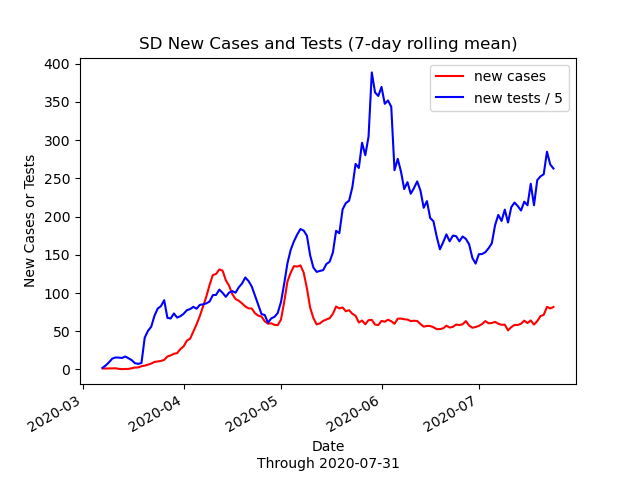 SD New Cases and Tests (7-day rolling mean)
new cases
new tests / 5
New Cases or Tests
400
350
300
250
200
150
100
50
0
2020-03
2020-04
2020-05
2020-06
2020-07
Date
Through 2020-07-31